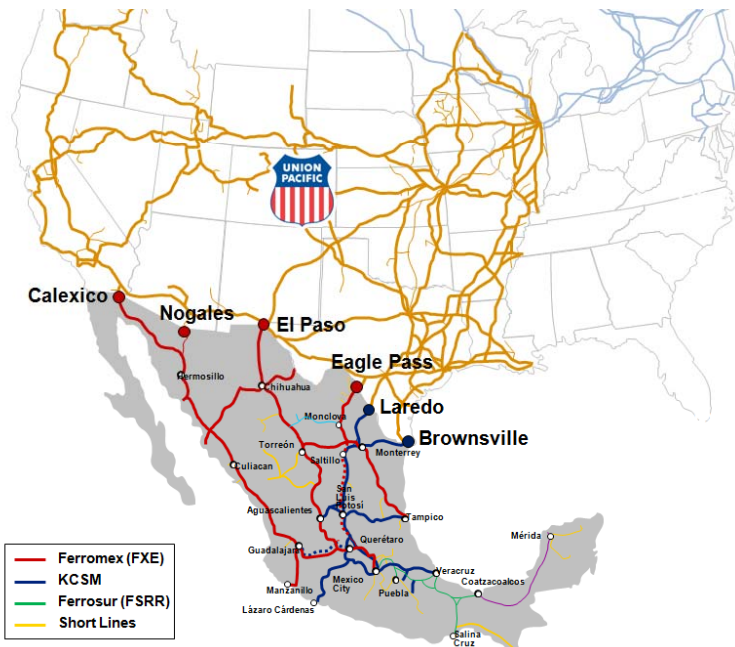 UNION
PACIFIC
Calexico
Nogales
El Paso
Eagle Pass
Laredo
Brownsville
Hermosillo
Chihuahua
Monclova
Torreón
Saltillo
Monterrey
Culiacan
San
Luis
Potosí
Aguascalientes
Tampico
Mérida
Guadalajara
Querétaro
Manzanillo
Mexico
City
Puebla
Veracruz
Coatzacoalcos
Lázaro Cárdenas
Salina
Cruz
Ferromex (FXE)
KCSM
Ferrosur (FSRR)
Short Lines